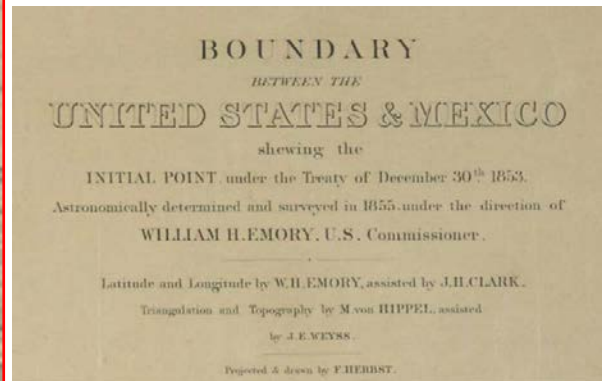 BOUNDARY
BETWEEN THE
UNITED STATES & MEXICO
shewing the
INITIAL POINT under the Treaty of December 30th 1853.
Astronomically determined and surveyed in 1855 under the direction of
WILLIAM H. EMORY. U.S. Commissioner.
Latitude and Longitude by W.H. EMORY, assisted by J.H. CLARK.
Triangulation and Topography by M. von HIPPEL, assisted
by J. E. WEYSS.
Projected & drawn by F. HERBST.